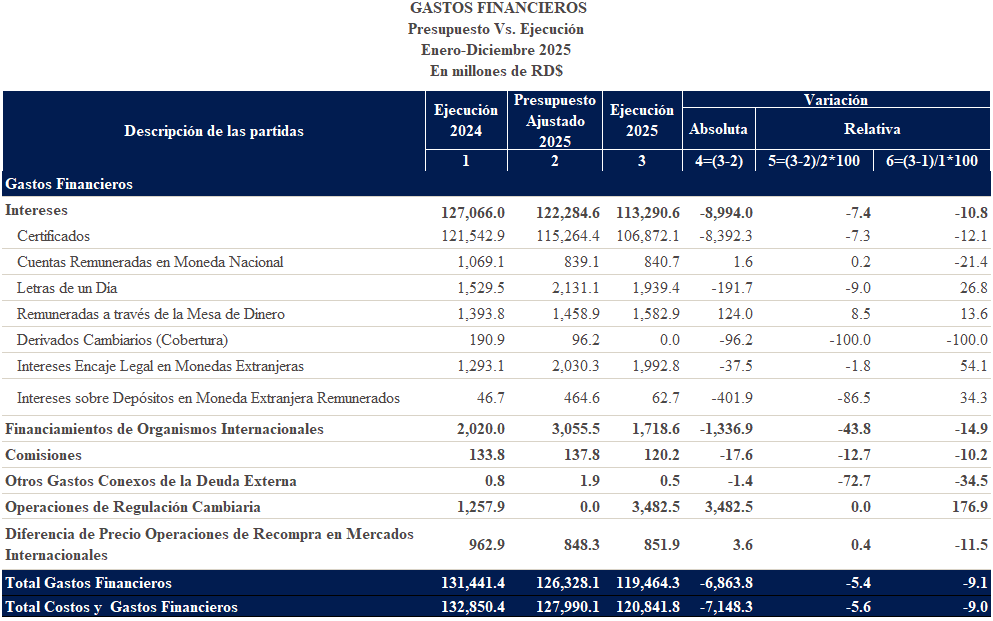 GASTOS FINANCIEROS
Presupuesto Vs. Ejecución
Enero-Diciembre 2025
En millones de RD$
Descripción de las partidas
Ejecución 2024
Presupuesto Ajustado 2025
Ejecución 2025
Variación
Absoluta
Relativa
1 2 3 4=(3-2) 5=(3-2)/2*100 6=(3-1)/1*100
Gastos Financieros
Intereses 127,066.0 122,284.6 113,290.6 -8,994.0 -7.4 -10.8
Certificados 121,542.9 115,264.4 106,872.1 -8,392.3 -7.3 -12.1
Cuentas Remuneradas en Moneda Nacional 1,069.1 839.1 840.7 1.6 0.2 -21.4
Letras de un Día 1,529.5 2,131.1 1,939.4 -191.7 -9.0 26.8
Remuneradas a través de la Mesa de Dinero 1,393.8 1,458.9 1,582.9 124.0 8.5 13.6
Derivados Cambiarios (Cobertura) 190.9 96.2 0.0 -96.2 -100.0 -100.0
Intereses Encaje Legal en Monedas Extranjeras 1,293.1 2,030.3 1,992.8 -37.5 -1.8 54.1
Intereses sobre Depósitos en Moneda Extranjera Remunerados 46.7 464.6 62.7 -401.9 -86.5 34.3
Financiamientos de Organismos Internacionales 2,020.0 3,055.5 1,718.6 -1,336.9 -43.8 -14.9
Comisiones 133.8 137.8 120.2 -17.6 -12.7 -10.2
Otros Gastos Conexos de la Deuda Externa 0.8 1.9 0.5 -1.4 -72.7 -34.5
Operaciones de Regulación Cambiaria 1,257.9 0.0 3,482.5 3,482.5 0.0 176.9
Diferencia de Precio Operaciones de Recompra en Mercados
Internacionales 962.9 848.3 851.9 3.6 0.4 -11.5
Total Gastos Financieros 131,441.4 126,328.1 119,464.3 -6,863.8 -5.4 -9.1
Total Costos y Gastos Financieros 132,850.4 127,990.1 120,841.8 -7,148.3 -5.6 -9.0